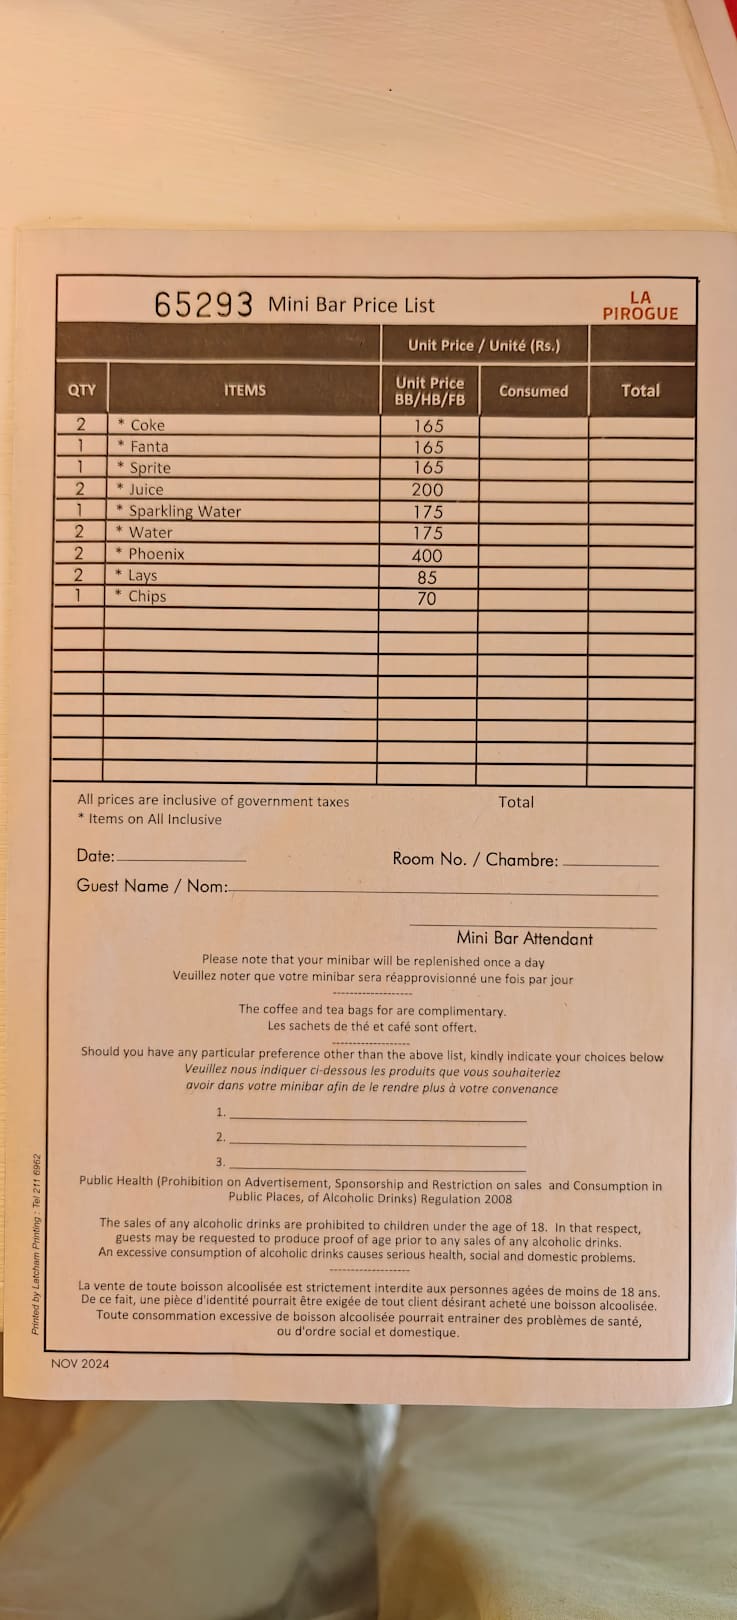 65293 Mini Bar Price List LA PIROGUE
Unit Price / Unité (Rs.)
QTY ITEMS Unit Price BB/HB/FB Consumed Total
2 * Coke 165
1 * Fanta 165
1 * Sprite 165
2 * Juice 200
1 * Sparkling Water 175
2 * Water 175
2 * Phoenix 400
2 * Lays 85
1 * Chips 70
All prices are inclusive of government taxes Total
* Items on All Inclusive
Date: Room No. / Chambre:
Guest Name / Nom:
Mini Bar Attendant
Please note that your minibar will be replenished once a day
Veuillez noter que votre minibar sera réapprovisionné une fois par jour
The coffee and tea bags for are complimentary.
Les sachets de thé et café sont offert.
Should you have any particular preference other than the above list, kindly indicate your choices below
Veuillez nous indiquer ci-dessous les produits que vous souhaiteriez
avoir dans votre minibar afin de le rendre plus à votre convenance
1.
2.
3.
Public Health (Prohibition on Advertisement, Sponsorship and Restriction on sales and Consumption in
Public Places, of Alcoholic Drinks) Regulation 2008
The sales of any alcoholic drinks are prohibited to children under the age of 18. In that respect,
guests may be requested to produce proof of age prior to any sales of any alcoholic drinks.
An excessive consumption of alcoholic drinks causes serious health, social and domestic problems.
La vente de toute boisson alcoolisée est strictement interdite aux personnes agées de moins de 18 ans.
De ce fait, une pièce d'identité pourrait être exigée de tout client désirant acheté une boisson alcoolisée.
Toute consommation excessive de boisson alcoolisée pourrait entrainer des problèmes de santé,
ou d'ordre social et domestique.
NOV 2024
Printed by Latcham Printing : Tel 211 6962